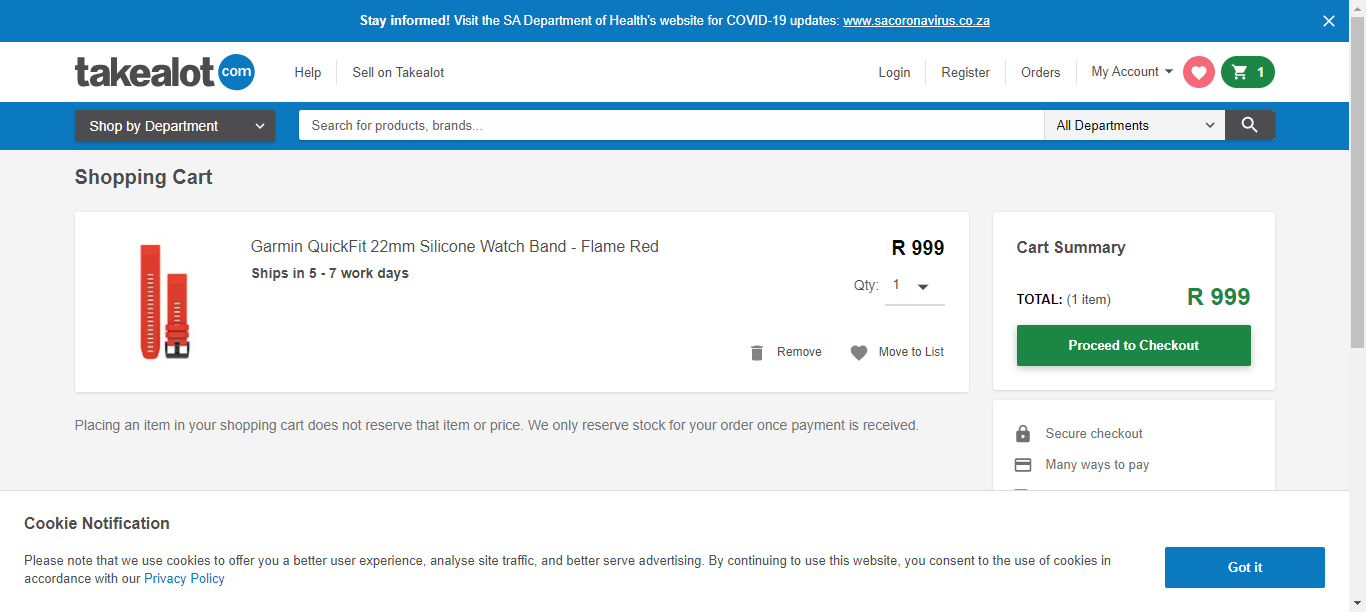 Stay informed! Visit the SA Department of Health's website for COVID-19 updates: www.sacoronavirus.co.za
takealot com
Help
Sell on Takealot
Login
Register
Orders
My Account
1
Shop by Department
Search for products, brands...
All Departments
Shopping Cart
Garmin QuickFit 22mm Silicone Watch Band - Flame Red
R 999
Ships in 5 - 7 work days
Qty: 1
Remove
Move to List
Cart Summary
TOTAL: (1 item) R 999
Proceed to Checkout
Placing an item in your shopping cart does not reserve that item or price. We only reserve stock for your order once payment is received.
Secure checkout
Many ways to pay
Cookie Notification
Please note that we use cookies to offer you a better user experience, analyse site traffic, and better serve advertising. By continuing to use this website, you consent to the use of cookies in
accordance with our Privacy Policy
Got it